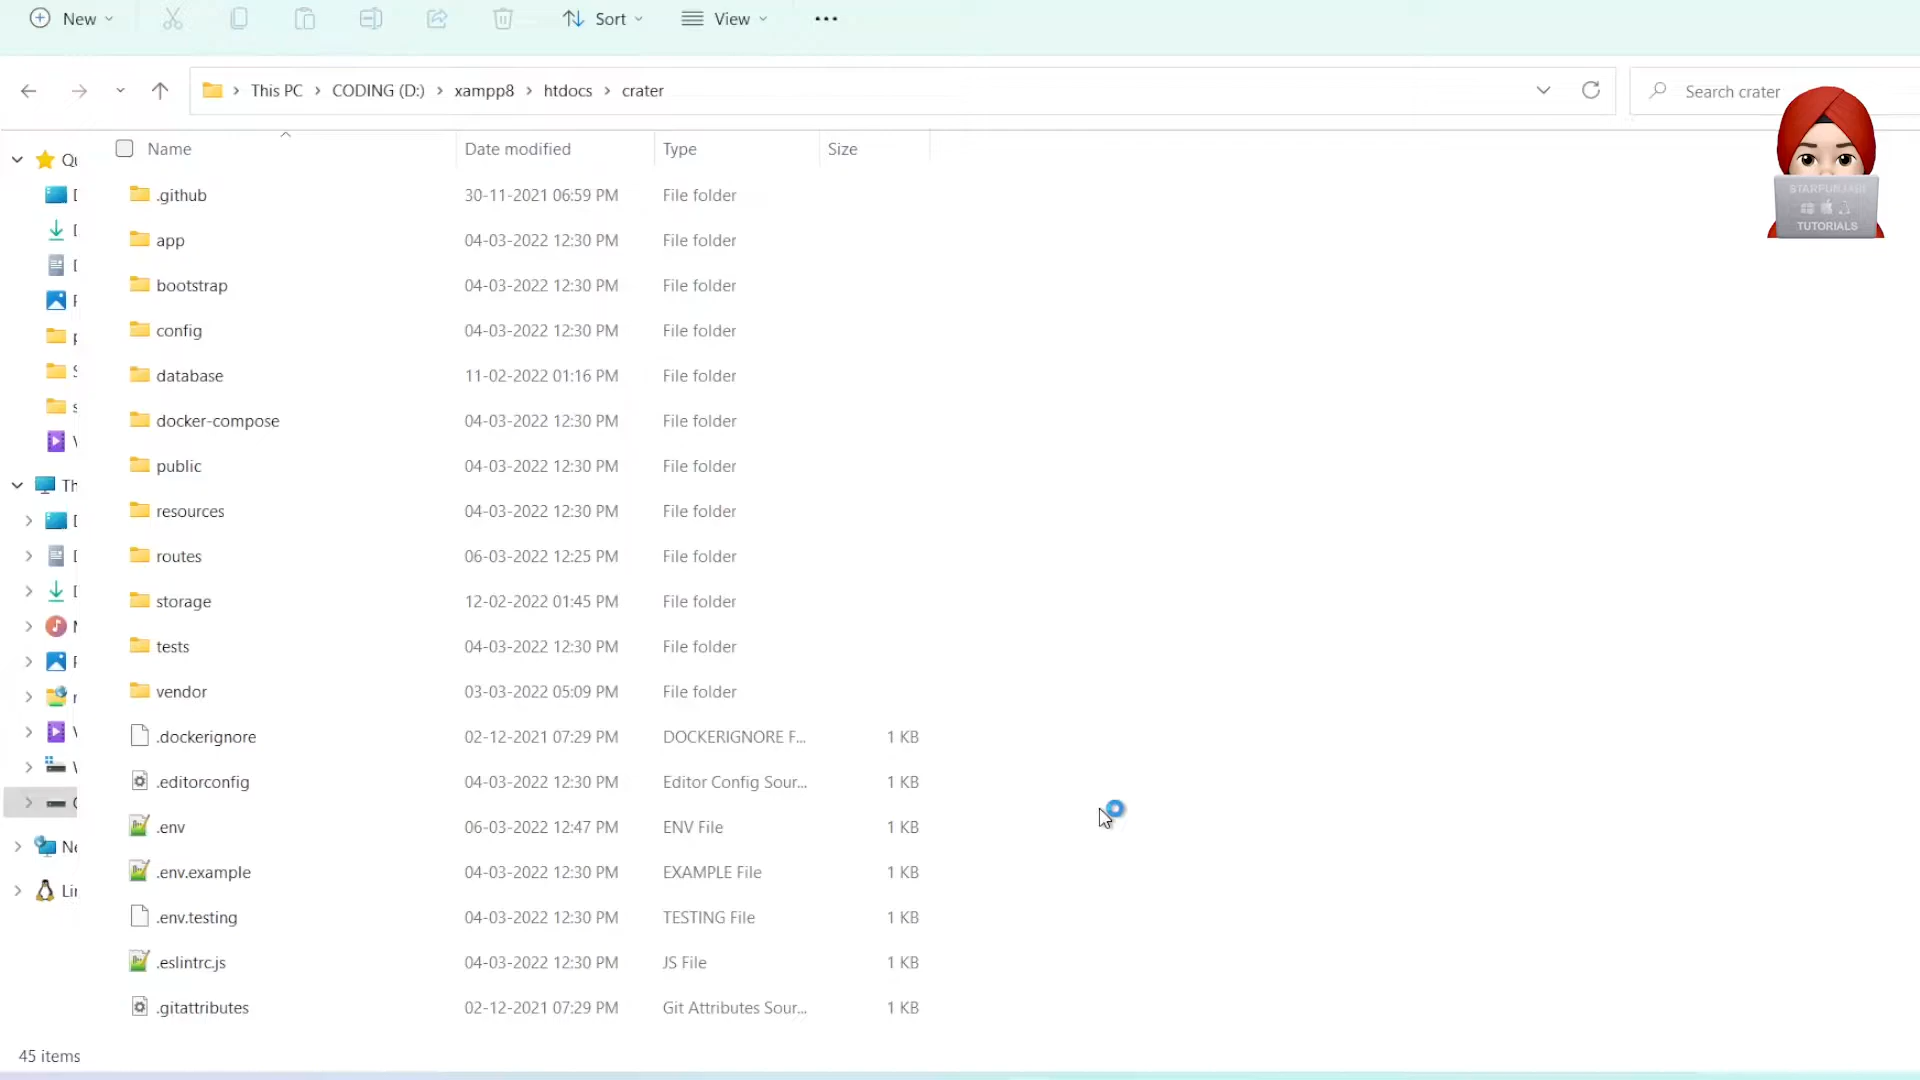 New Sort View
This PC CODING (D:) xampp8 htdocs crater Search crater
Name Date modified Type Size
.github 30-11-2021 06:59 PM File folder
app 04-03-2022 12:30 PM File folder
bootstrap 04-03-2022 12:30 PM File folder
config 04-03-2022 12:30 PM File folder
database 11-02-2022 01:16 PM File folder
docker-compose 04-03-2022 12:30 PM File folder
public 04-03-2022 12:30 PM File folder
resources 04-03-2022 12:30 PM File folder
routes 06-03-2022 12:25 PM File folder
storage 12-02-2022 01:45 PM File folder
tests 04-03-2022 12:30 PM File folder
vendor 03-03-2022 05:09 PM File folder
.dockerignore 02-12-2021 07:29 PM DOCKERIGNORE F... 1 KB
.editorconfig 04-03-2022 12:30 PM Editor Config Sour... 1 KB
.env 06-03-2022 12:47 PM ENV File 1 KB
.env.example 04-03-2022 12:30 PM EXAMPLE File 1 KB
.env.testing 04-03-2022 12:30 PM TESTING File 1 KB
.eslintrc.js 04-03-2022 12:30 PM JS File 1 KB
.gitattributes 02-12-2021 07:29 PM Git Attributes Sour... 1 KB
45 items
TUTORIALS